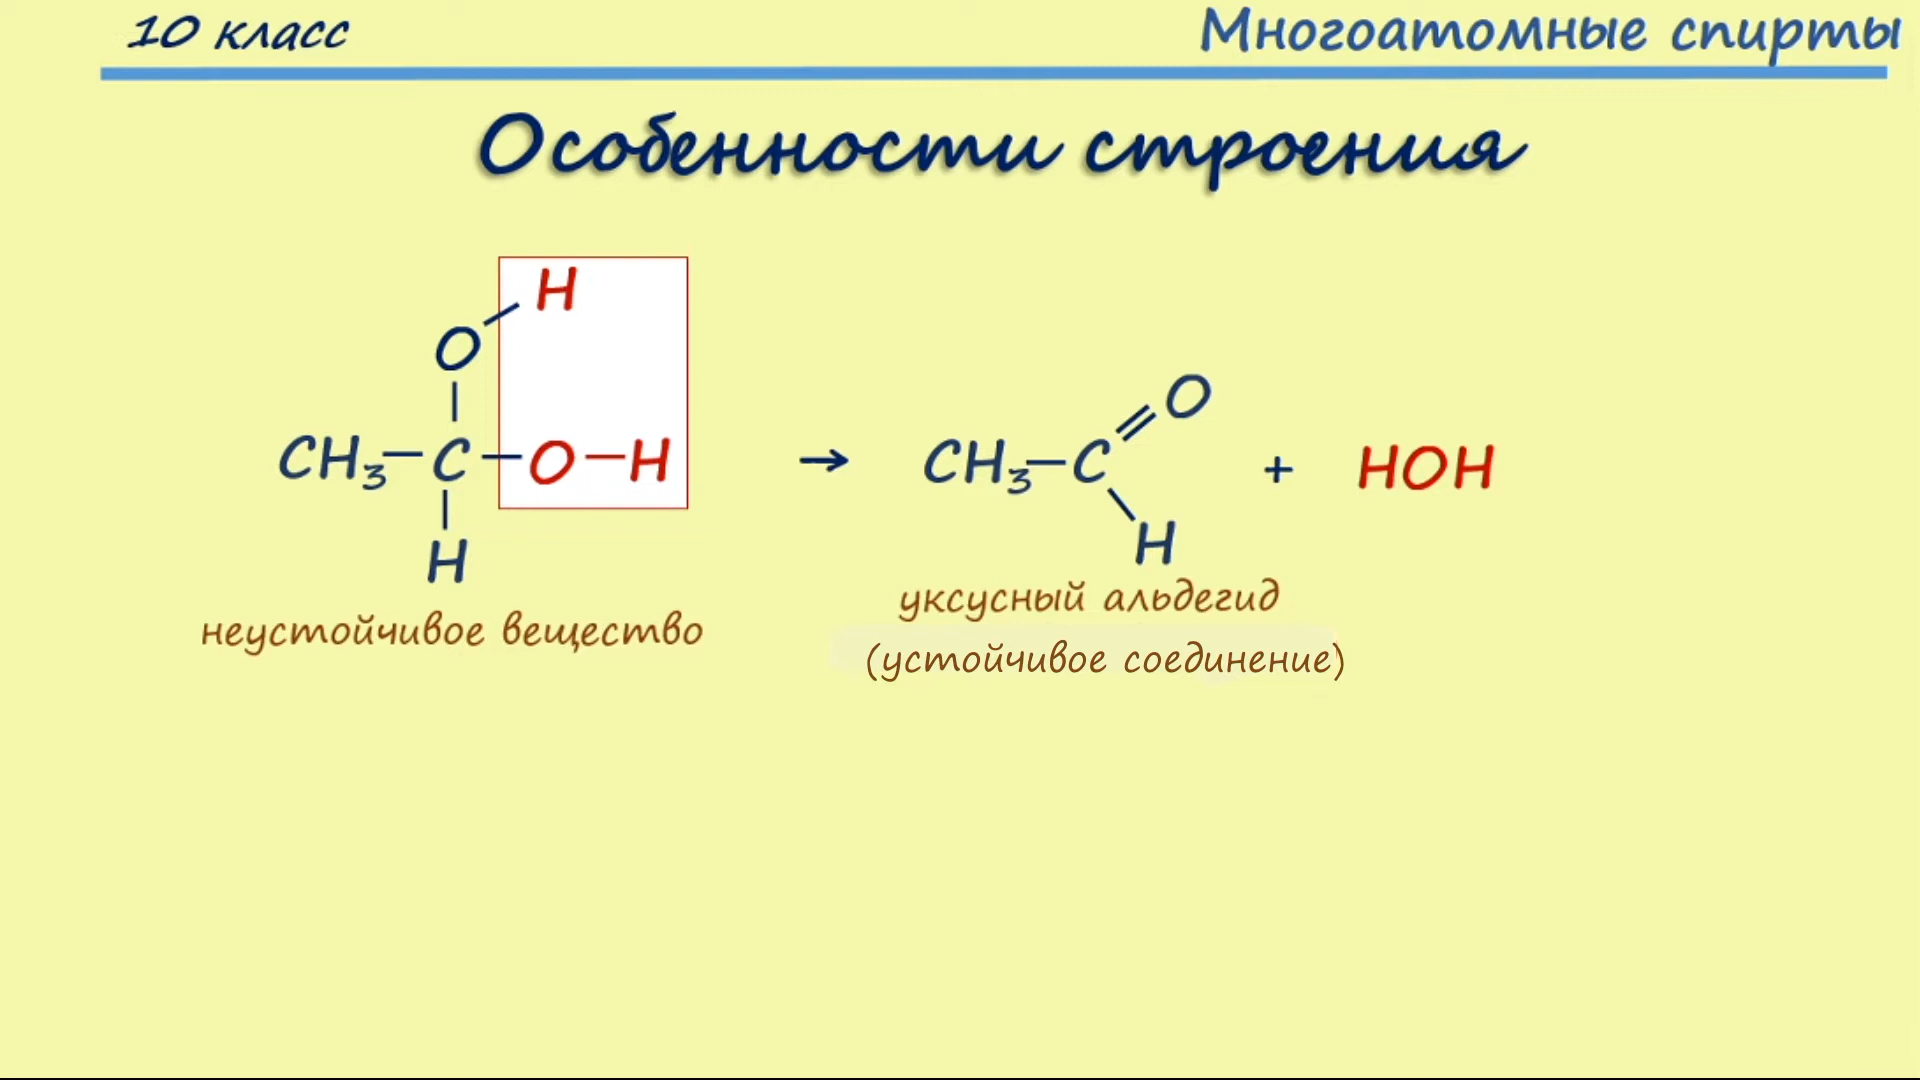 10 класс
Многоатомные спирты
Особенности строения
H
O
CH₃ — C — O — H → CH₃ — C = O + HOH
H
H
неустойчивое вещество
уксусный альдегид
(устойчивое соединение)